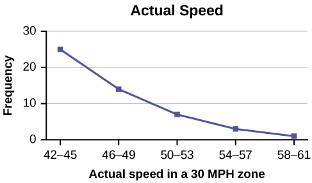 Actual Speed
30
20
10
0
Frequency
42–45 46–49 50–53 54–57 58–61
Actual speed in a 30 MPH zone